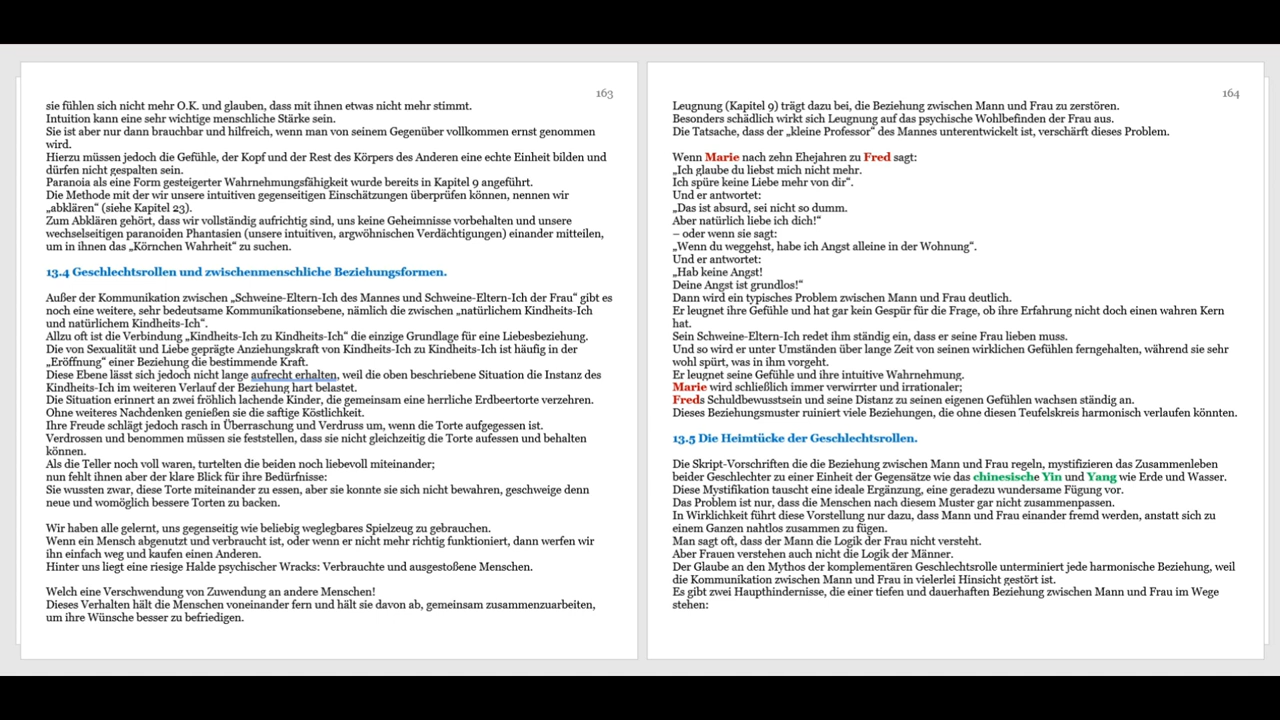 163
sie fühlen sich nicht mehr O.K. und glauben, dass mit ihnen etwas nicht mehr stimmt.
Intuition kann eine sehr wichtige menschliche Stärke sein.
Sie ist aber nur dann brauchbar und hilfreich, wenn man von seinem Gegenüber vollkommen ernst genommen
wird.
Hierzu müssen jedoch die Gefühle, der Kopf und der Rest des Körpers des Anderen eine echte Einheit bilden und
dürfen nicht gespalten sein.
Paranoia als eine Form gesteigerter Wahrnehmungsfähigkeit wurde bereits in Kapitel 9 angeführt.
Die Methode mit der wir unsere intuitiven gegenseitigen Einschätzungen überprüfen können, nennen wir
„abklären“ (siehe Kapitel 23).
Zum Abklären gehört, dass wir vollständig aufrichtig sind, uns keine Geheimnisse vorbehalten und unsere
wechselseitigen paranoiden Phantasien (unsere intuitiven, argwöhnischen Verdächtigungen) einander mitteilen,
um in ihnen das „Körnchen Wahrheit“ zu suchen.
13.4 Geschlechtsrollen und zwischenmenschliche Beziehungsformen.
Außer der Kommunikation zwischen „Schweine-Eltern-Ich des Mannes und Schweine-Eltern-Ich der Frau“ gibt es
noch eine weitere, sehr bedeutsame Kommunikationsebene, nämlich die zwischen „natürlichem Kindheits-Ich
und natürlichem Kindheits-Ich“.
Allzu oft ist die Verbindung „Kindheits-Ich zu Kindheits-Ich“ die einzige Grundlage für eine Liebesbeziehung.
Die von Sexualität und Liebe geprägte Anziehungskraft von Kindheits-Ich zu Kindheits-Ich ist häufig in der
„Eröffnung“ einer Beziehung die bestimmende Kraft.
Diese Ebene lässt sich jedoch nicht lange aufrecht erhalten, weil die oben beschriebene Situation die Instanz des
Kindheits-Ich im weiteren Verlauf der Beziehung hart belastet.
Die Situation erinnert an zwei fröhlich lachende Kinder, die gemeinsam eine herrliche Erdbeertorte verzehren.
Ohne weiteres Nachdenken genießen sie die saftige Köstlichkeit.
Ihre Freude schlägt jedoch rasch in Überraschung und Verdruss um, wenn die Torte aufgegessen ist.
Verdrossen und benommen müssen sie feststellen, dass sie nicht gleichzeitig die Torte aufessen und behalten
können.
Als die Teller noch voll waren, turtelten die beiden noch liebevoll miteinander;
nun fehlt ihnen aber der klare Blick für ihre Bedürfnisse:
Sie wussten zwar, diese Torte miteinander zu essen, aber sie konnte sie sich nicht bewahren, geschweige denn
neue und womöglich bessere Torten zu backen.
Wir haben alle gelernt, uns gegenseitig wie beliebig weglegbares Spielzeug zu gebrauchen.
Wenn ein Mensch abgenutzt und verbraucht ist, oder wenn er nicht mehr richtig funktioniert, dann werfen wir
ihn einfach weg und kaufen einen Anderen.
Hinter uns liegt eine riesige Halde psychischer Wracks: Verbrauchte und ausgestoßene Menschen.
Welch eine Verschwendung von Zuwendung an andere Menschen!
Dieses Verhalten hält die Menschen voneinander fern und hält sie davon ab, gemeinsam zusammenzuarbeiten,
um ihre Wünsche besser zu befriedigen.
164
Leugnung (Kapitel 9) trägt dazu bei, die Beziehung zwischen Mann und Frau zu zerstören.
Besonders schädlich wirkt sich Leugnung auf das psychische Wohlbefinden der Frau aus.
Die Tatsache, dass der „kleine Professor“ des Mannes unterentwickelt ist, verschärft dieses Problem.
Wenn Marie nach zehn Ehejahren zu Fred sagt:
„Ich glaube du liebst mich nicht mehr.
Ich spüre keine Liebe mehr von dir“.
Und er antwortet:
„Das ist absurd, sei nicht so dumm.
Aber natürlich liebe ich dich!“
– oder wenn sie sagt:
„Wenn du weggehst, habe ich Angst alleine in der Wohnung“.
Und er antwortet:
„Hab keine Angst!
Deine Angst ist grundlos!“
Dann wird ein typisches Problem zwischen Mann und Frau deutlich.
Er leugnet ihre Gefühle und hat gar kein Gespür für die Frage, ob ihre Erfahrung nicht doch einen wahren Kern
hat.
Sein Schweine-Eltern-Ich redet ihm ständig ein, dass er seine Frau lieben muss.
Und so wird er unter Umständen über lange Zeit von seinen wirklichen Gefühlen ferngehalten, während sie sehr
wohl spürt, was in ihm vorgeht.
Er leugnet seine Gefühle und ihre intuitive Wahrnehmung.
Marie wird schließlich immer verwirrter und irrationaler;
Freds Schuldbewusstsein und seine Distanz zu seinen eigenen Gefühlen wachsen ständig an.
Dieses Beziehungsmuster ruiniert viele Beziehungen, die ohne diesen Teufelskreis harmonisch verlaufen könnten.
13.5 Die Heimtücke der Geschlechtsrollen.
Die Skript-Vorschriften die die Beziehung zwischen Mann und Frau regeln, mystifizieren das Zusammenleben
beider Geschlechter zu einer Einheit der Gegensätze wie das chinesische Yin und Yang wie Erde und Wasser.
Diese Mystifikation tauscht eine ideale Ergänzung, eine geradezu wundersame Fügung vor.
Das Problem ist nur, dass die Menschen nach diesem Muster gar nicht zusammenpassen.
In Wirklichkeit führt diese Vorstellung nur dazu, dass Mann und Frau einander fremd werden, anstatt sich zu
einem Ganzen nahtlos zusammen zu fügen.
Man sagt oft, dass der Mann die Logik der Frau nicht versteht.
Aber Frauen verstehen auch nicht die Logik der Männer.
Der Glaube an den Mythos der komplementären Geschlechtsrolle unterminiert jede harmonische Beziehung, weil
die Kommunikation zwischen Mann und Frau in vielerlei Hinsicht gestört ist.
Es gibt zwei Haupthindernisse, die einer tiefen und dauerhaften Beziehung zwischen Mann und Frau im Wege
stehen: